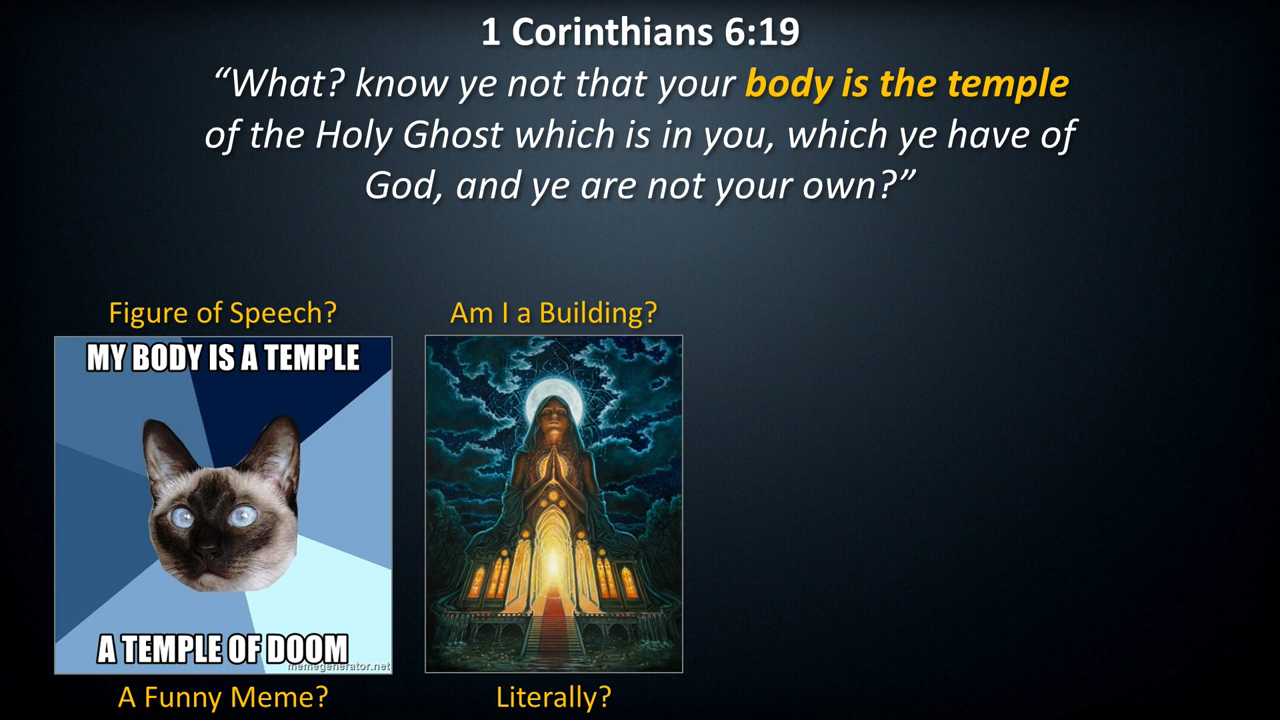 1 Corinthians 6:19
“What? know ye not that your body is the temple
of the Holy Ghost which is in you, which ye have of
God, and ye are not your own?”
Figure of Speech?
MY BODY IS A TEMPLE
A TEMPLE OF DOOM
memegenerator.net
A Funny Meme?
Am I a Building?
Literally?